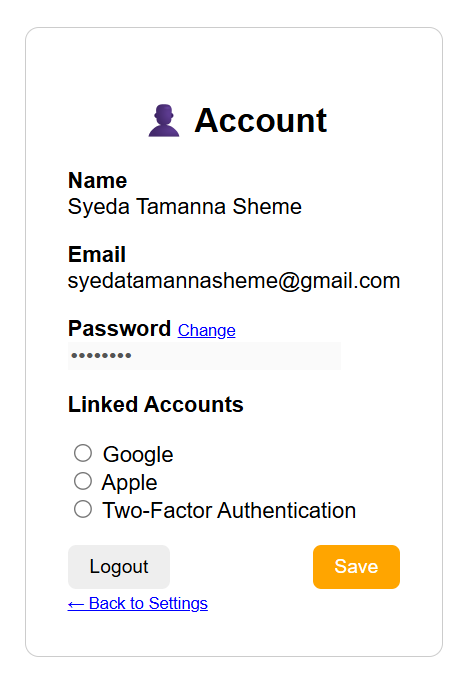 👤 Account
Name
Syeda Tamanna Sheme
Email
syedatamannasheme@gmail.com
Password Change
••••••••
Linked Accounts
Google
Apple
Two-Factor Authentication
Logout Save
← Back to Settings